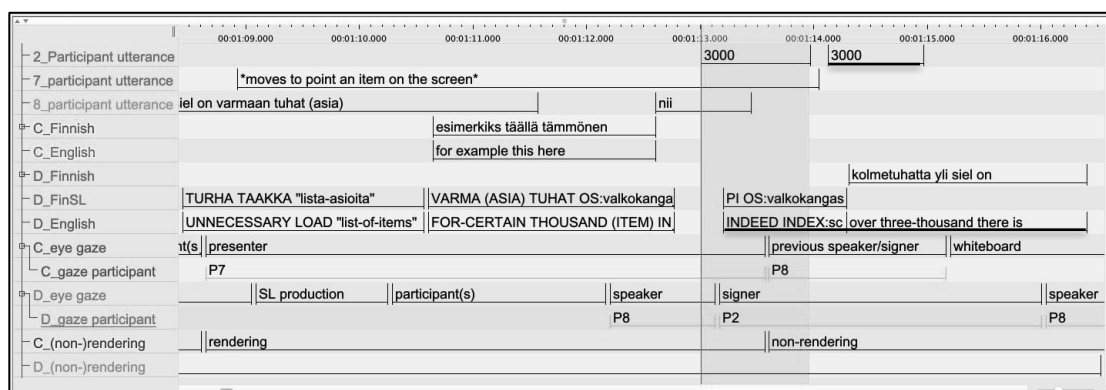 00:01:09.000 00:01:10.000 00:01:11.000 00:01:12.000 00:01:13.000 00:01:14.000 00:01:15.000 00:01:16.000
2_Participant utterance 3000 3000
7_participant utterance *moves to point an item on the screen*
8_participant utterance siel on varmaan tuhat (asia) nii
C_Finnish esimerkiks täällä tämmönen
C_English for example this here
D_Finnish kolmetuhatta yli siel on
D_FinSL TURHA TAAKKA "lista-asioita" VARMA (ASIA) TUHAT OS:valkokanga PI OS:valkokangas
D_English UNNECESSARY LOAD "list-of-items" FOR-CERTAIN THOUSAND (ITEM) IN INDEED INDEX:sc over three-thousand there is
C_eye gaze nt(s presenter previous speaker/signer whiteboard
C_gaze participant P7 P8
D_eye gaze SL production participant(s) speaker signer speaker
D_gaze participant P8 P2 P8
C_(non-)rendering rendering non-rendering
D_(non-)rendering